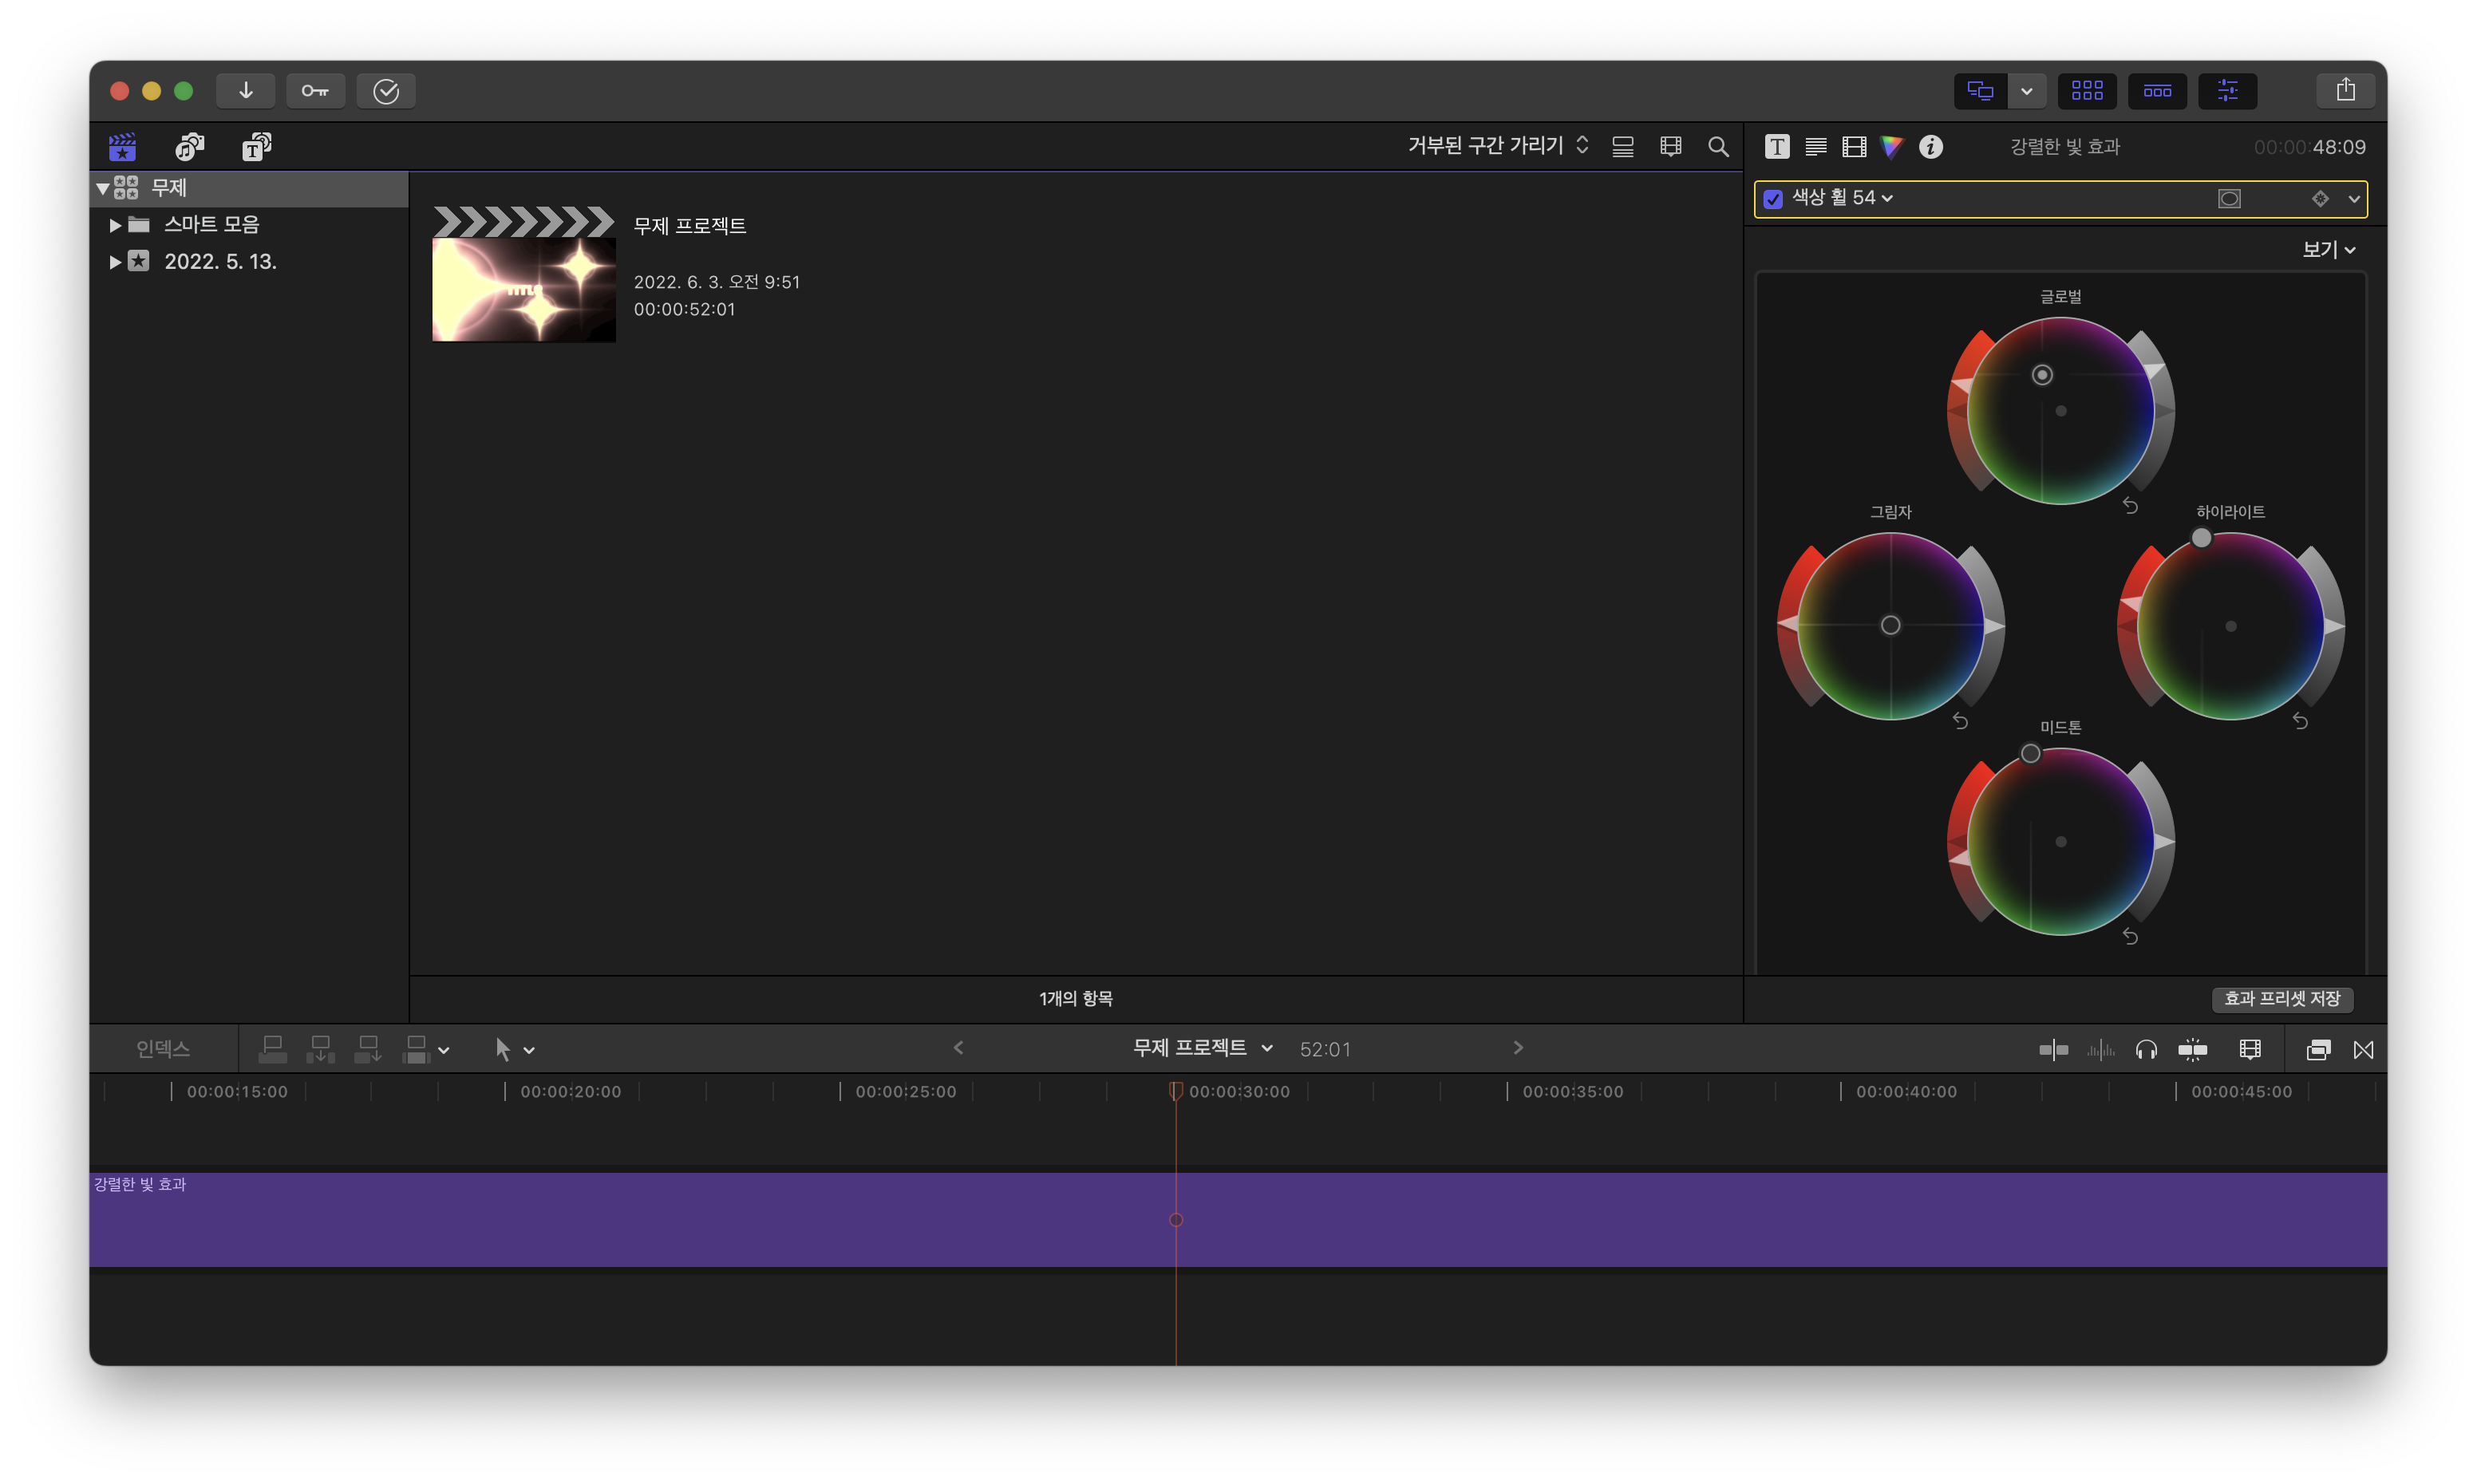 거부된 구간 가리기
강렬한 빛 효과
00:00:48:09
무제
스마트 모음
2022. 5. 13.
무제 프로젝트
2022. 6. 3. 오전 9:51
00:00:52:01
TITLE
색상 휠 54
보기
글로벌
그림자
하이라이트
미드톤
1개의 항목
효과 프리셋 저장
인덱스
무제 프로젝트
52:01
00:00:15:00
00:00:20:00
00:00:25:00
00:00:30:00
00:00:35:00
00:00:40:00
00:00:45:00
강렬한 빛 효과